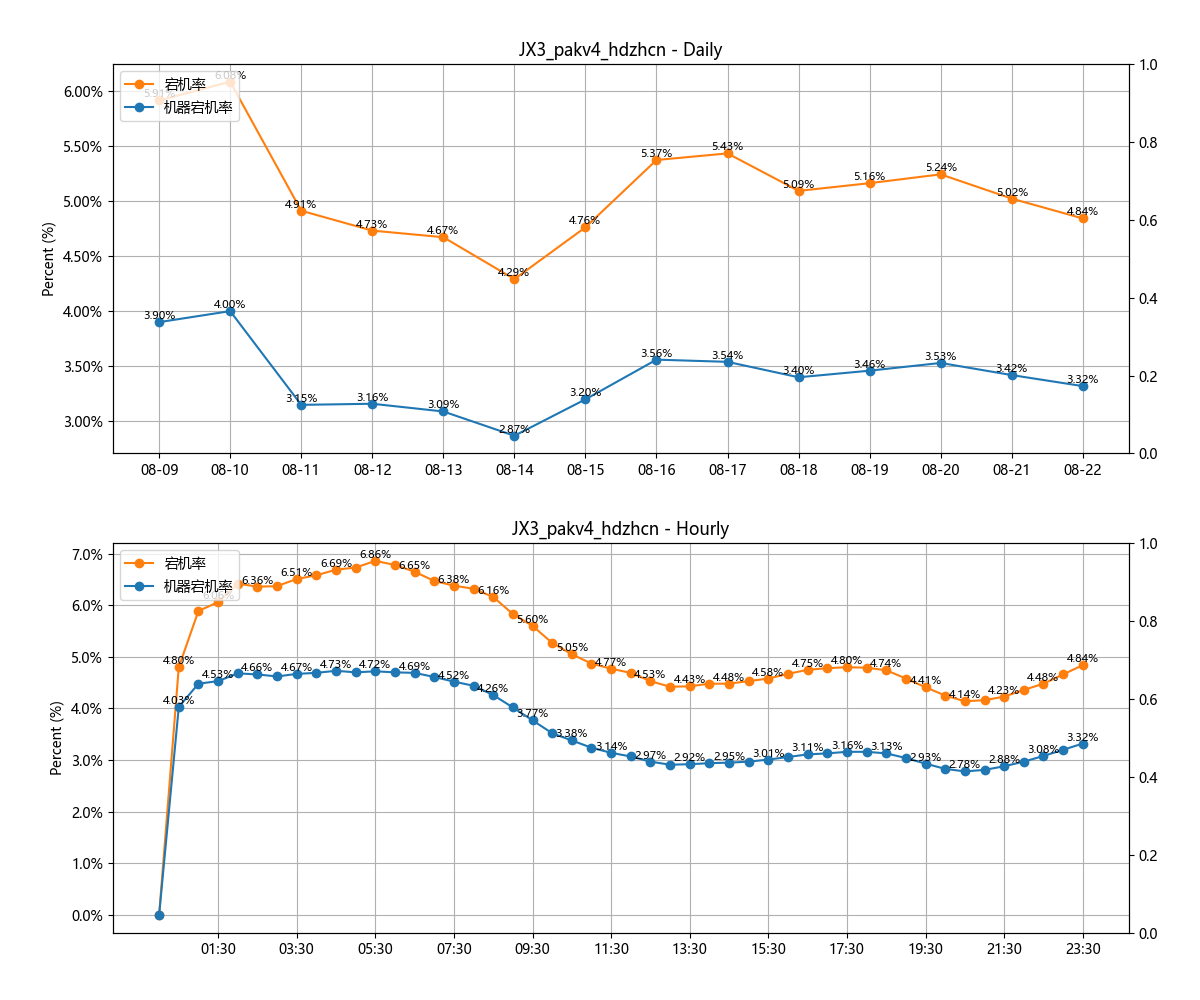 JX3_pakv4_hdzhcn - Daily
宕机率
机器宕机率
Percent (%)
6.00%
5.50%
5.00%
4.50%
4.00%
3.50%
3.00%
1.0
0.8
0.6
0.4
0.2
0.0
5.91% 6.08% 4.91% 4.73% 4.67% 4.29% 4.76% 5.37% 5.43% 5.09% 5.16% 5.24% 5.02% 4.84%
3.90% 4.00% 3.15% 3.16% 3.09% 2.87% 3.20% 3.56% 3.54% 3.40% 3.46% 3.53% 3.42% 3.32%
08-09 08-10 08-11 08-12 08-13 08-14 08-15 08-16 08-17 08-18 08-19 08-20 08-21 08-22
JX3_pakv4_hdzhcn - Hourly
宕机率
机器宕机率
Percent (%)
7.0%
6.0%
5.0%
4.0%
3.0%
2.0%
1.0%
0.0%
1.0
0.8
0.6
0.4
0.2
0.0
4.80% 6.06% 6.36% 6.51% 6.69% 6.86% 6.65% 6.38% 6.16% 5.60% 5.05% 4.77% 4.53% 4.43% 4.48% 4.58% 4.75% 4.80% 4.74% 4.41% 4.14% 4.23% 4.48% 4.84%
4.03% 4.53% 4.66% 4.67% 4.73% 4.72% 4.69% 4.52% 4.26% 3.77% 3.38% 3.14% 2.97% 2.92% 2.95% 3.01% 3.11% 3.16% 3.13% 2.93% 2.78% 2.88% 3.08% 3.32%
01:30 03:30 05:30 07:30 09:30 11:30 13:30 15:30 17:30 19:30 21:30 23:30